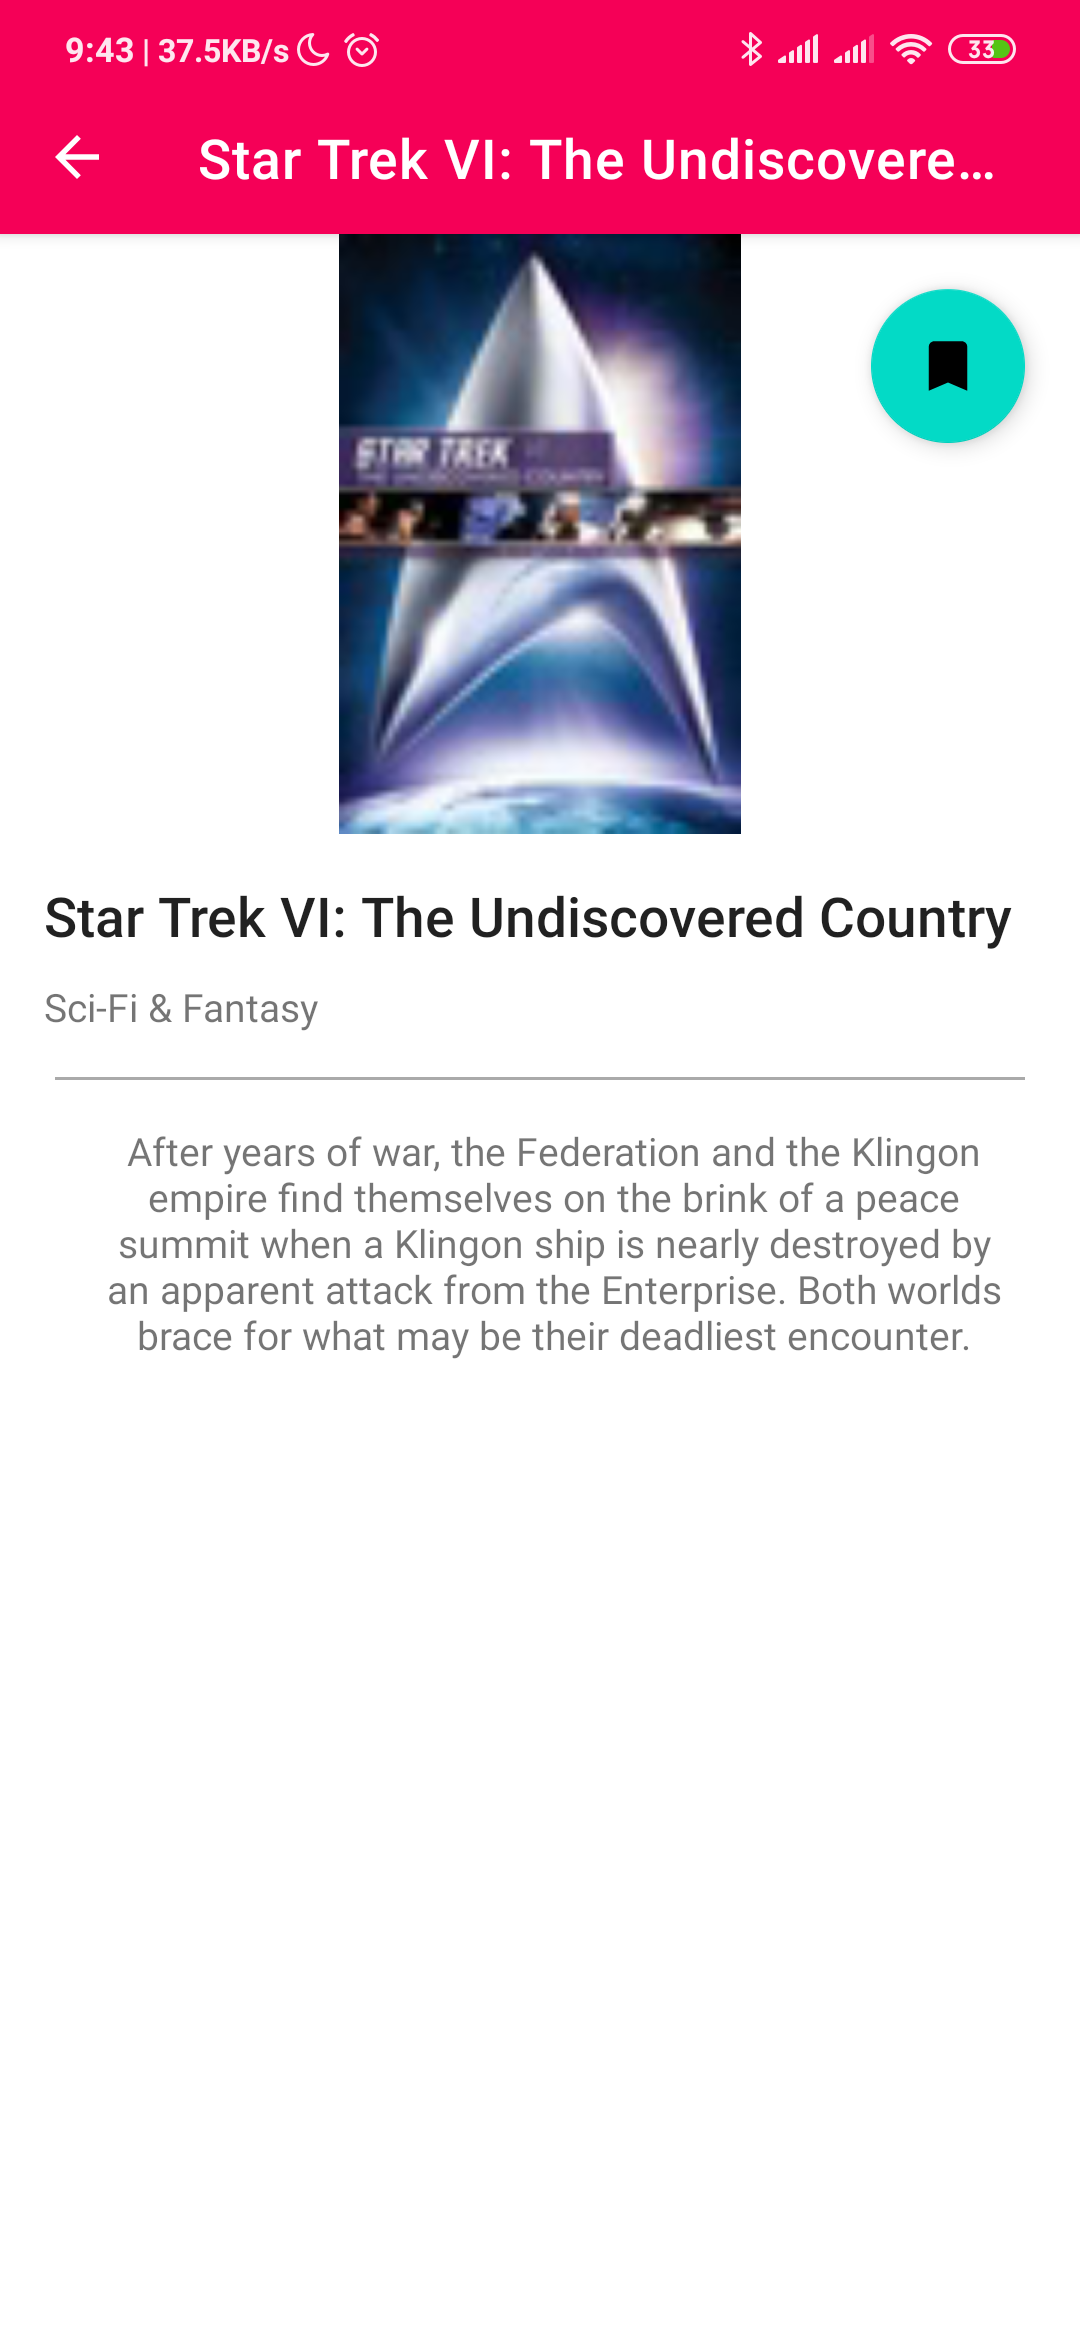 9:43 | 37.5KB/s
33
Star Trek VI: The Undiscovere...
STAR TREK
THE UNDISCOVERED COUNTRY
Star Trek VI: The Undiscovered Country
Sci-Fi & Fantasy
After years of war, the Federation and the Klingon
empire find themselves on the brink of a peace
summit when a Klingon ship is nearly destroyed by
an apparent attack from the Enterprise. Both worlds
brace for what may be their deadliest encounter.